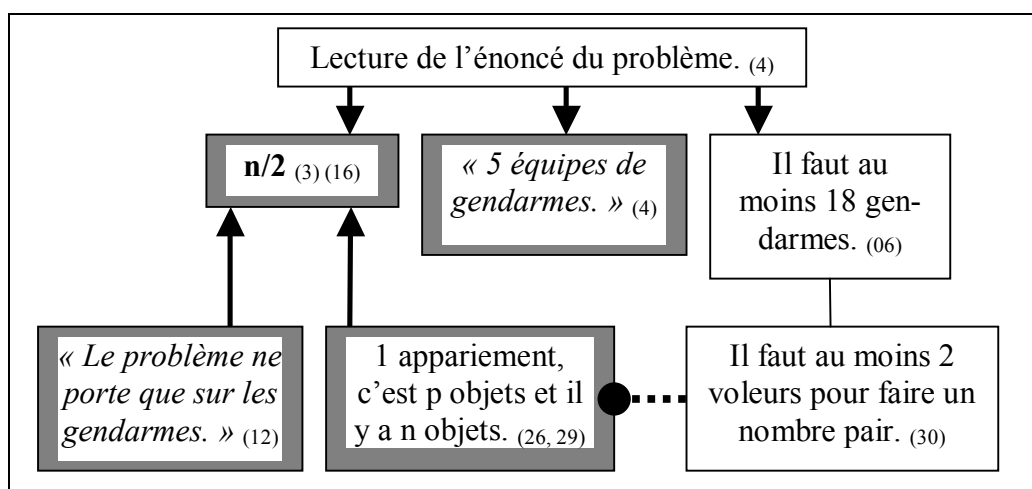 Lecture de l’énoncé du problème. (4)
n/2 (3) (16)
« 5 équipes de
gendarmes. » (4)
Il faut au
moins 18 gen-
darmes. (06)
« Le problème ne
porte que sur les
gendarmes. » (12)
1 appariement,
c’est p objets et il
y a n objets. (26, 29)
Il faut au moins 2
voleurs pour faire un
nombre pair. (30)